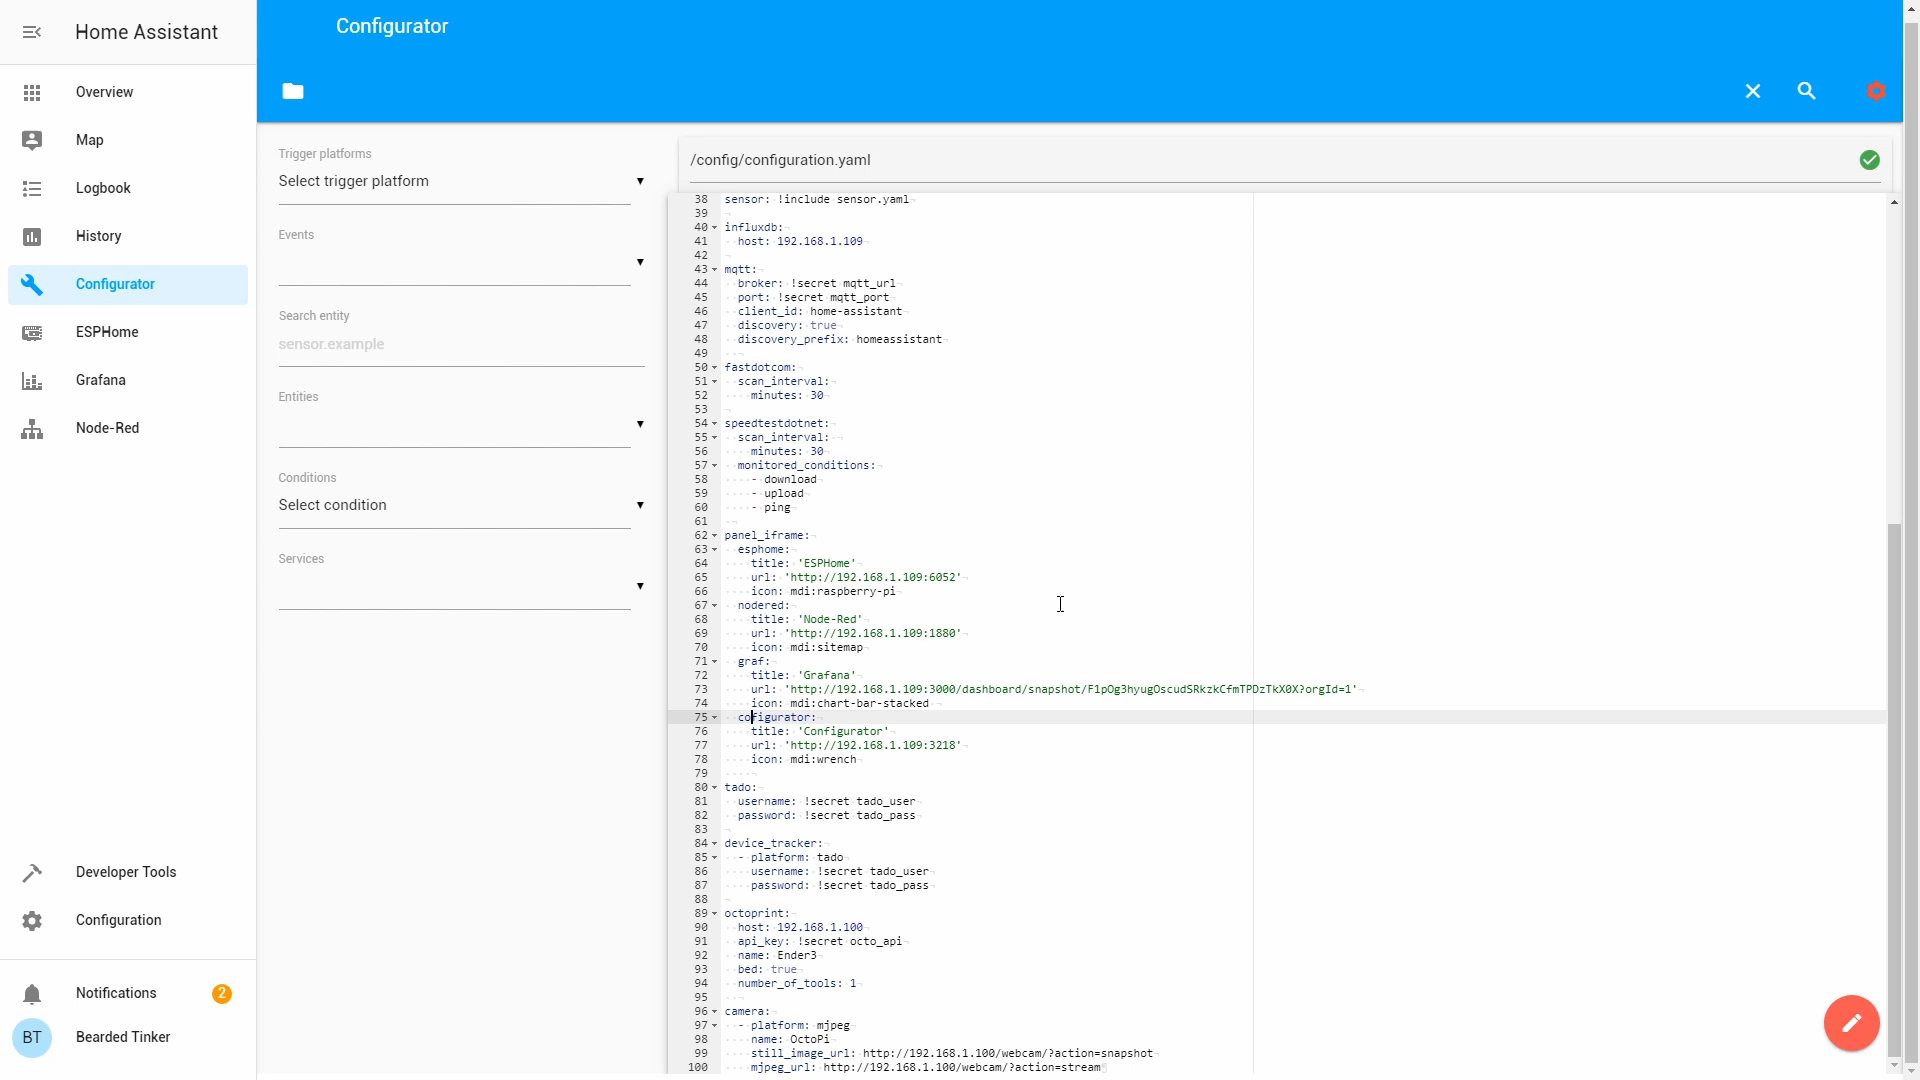 Home Assistant
Overview
Map
Logbook
History
Configurator
ESPHome
Grafana
Node-Red
Developer Tools
Configuration
Notifications 2
BT Bearded Tinker
Configurator
Trigger platforms
Select trigger platform
Events
Search entity
sensor.example
Entities
Conditions
Select condition
Services
/config/configuration.yaml
38 sensor: !include sensor.yaml
39
40 influxdb:
41   host: 192.168.1.109
42
43 mqtt:
44   broker: !secret mqtt_url
45   port: !secret mqtt_port
46   client_id: home-assistant
47   discovery: true
48   discovery_prefix: homeassistant
49
50 fastdotcom:
51   scan_interval:
52     minutes: 30
53
54 speedtestdotnet:
55   scan_interval:
56     minutes: 30
57   monitored_conditions:
58     - download
59     - upload
60     - ping
61
62 panel_iframe:
63   esphome:
64     title: 'ESPHome'
65     url: 'http://192.168.1.109:6052'
66     icon: mdi:raspberry-pi
67   nodered:
68     title: 'Node-Red'
69     url: 'http://192.168.1.109:1880'
70     icon: mdi:sitemap
71   graf:
72     title: 'Grafana'
73     url: 'http://192.168.1.109:3000/dashboard/snapshot/F1pOg3hyugOscudSRkzkCfmTPDzTkX0X?orgId=1'
74     icon: mdi:chart-bar-stacked
75   cofigurator:
76     title: 'Configurator'
77     url: 'http://192.168.1.109:3218'
78     icon: mdi:wrench
79
80 tado:
81   username: !secret tado_user
82   password: !secret tado_pass
83
84 device_tracker:
85   - platform: tado
86     username: !secret tado_user
87     password: !secret tado_pass
88
89 octoprint:
90   host: 192.168.1.100
91   api_key: !secret octo_api
92   name: Ender3
93   bed: true
94   number_of_tools: 1
95
96 camera:
97   - platform: mjpeg
98     name: OctoPi
99     still_image_url: http://192.168.1.100/webcam/?action=snapshot
100     mjpeg_url: http://192.168.1.100/webcam/?action=stream